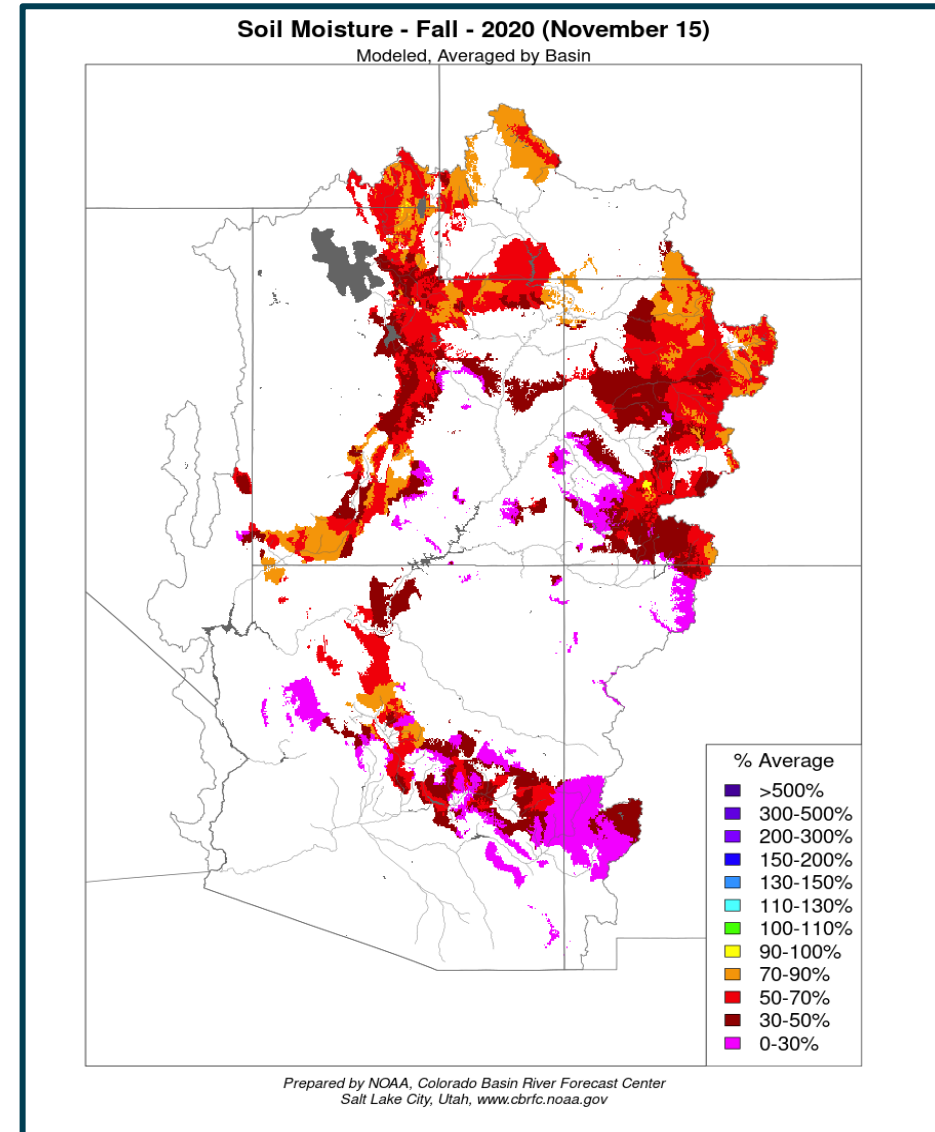 Soil Moisture - Fall - 2020 (November 15)
Modeled, Averaged by Basin
% Average
>500%
300-500%
200-300%
150-200%
130-150%
110-130%
100-110%
90-100%
70-90%
50-70%
30-50%
0-30%
Prepared by NOAA, Colorado Basin River Forecast Center
Salt Lake City, Utah, www.cbrfc.noaa.gov